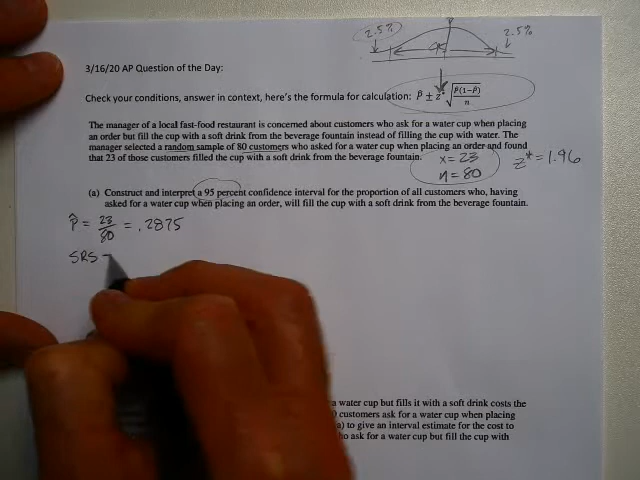 2.5%
P
2.5%
95
3/16/20 AP Question of the Day:
Check your conditions, answer in context, here's the formula for calculation: p̂ ± z* √(p̂(1−p̂)/n)
The manager of a local fast-food restaurant is concerned about customers who ask for a water cup when placing
an order but fill the cup with a soft drink from the beverage fountain instead of filling the cup with water. The
manager selected a random sample of 80 customers who asked for a water cup when placing an order and found
that 23 of those customers filled the cup with a soft drink from the beverage fountain.
x = 23
n = 80
z* = 1.96
(a) Construct and interpret a 95 percent confidence interval for the proportion of all customers who, having
asked for a water cup when placing an order, will fill the cup with a soft drink from the beverage fountain.
p̂ = 23/80 = .2875
SRS -
a water cup but fills it with a soft drink costs the
0 customers ask for a water cup when placing
a) to give an interval estimate for the cost to
ho ask for a water cup but fill the cup with